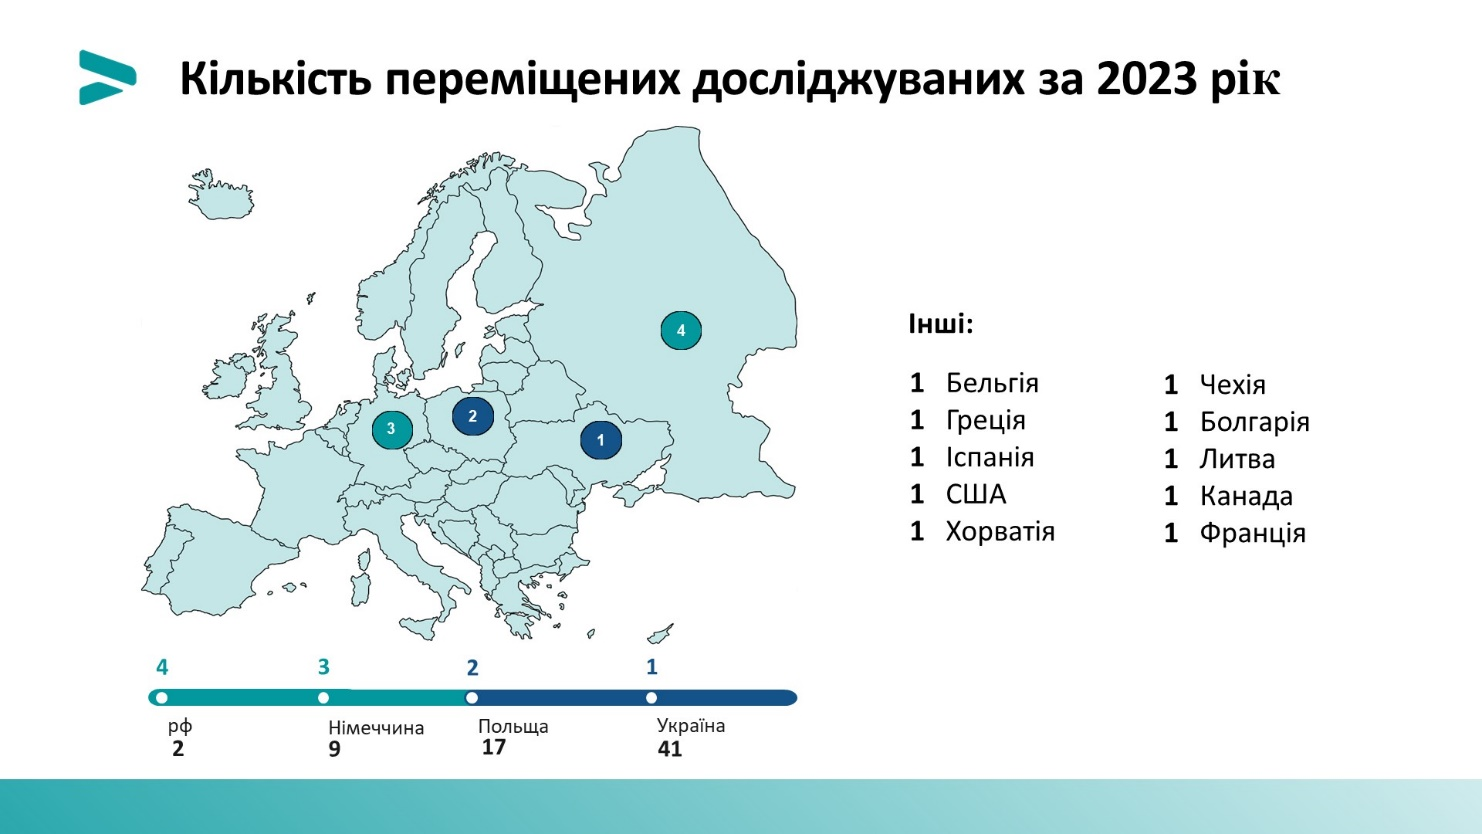 Кількість переміщених досліджуваних за 2023 рік
4
3
2
1
Інші:
1 Бельгія
1 Греція
1 Іспанія
1 США
1 Хорватія
1 Чехія
1 Болгарія
1 Литва
1 Канада
1 Франція
4 3 2 1
рф Німеччина Польща Україна
2 9 17 41